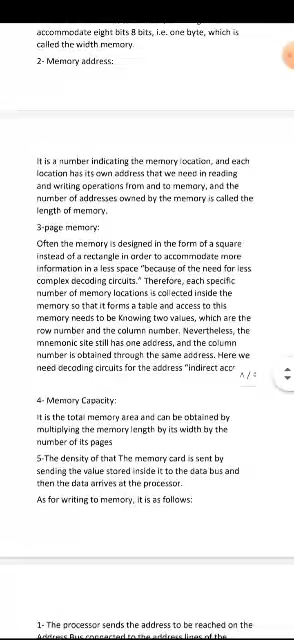 accommodate eight bits 8 bits, i.e. one byte, which is
called the width memory.
2- Memory address:
It is a number indicating the memory location, and each
location has its own address that we need in reading
and writing operations from and to memory, and the
number of addresses owned by the memory is called the
length of memory.
3-page memory:
Often the memory is designed in the form of a square
instead of a rectangle in order to accommodate more
information in a less space "because of the need for less
complex decoding circuits." Therefore, each specific
number of memory locations is collected inside the
memory so that it forms a table and access to this
memory needs to be Knowing two values, which are the
row number and the column number. Nevertheless, the
mnemonic site still has one address, and the column
number is obtained through the same address. Here we
need decoding circuits for the address "indirect
4- Memory Capacity:
It is the total memory area and can be obtained by
multiplying the memory length by its width by the
number of its pages
5-The density of that The memory card is sent by
sending the value stored inside it to the data bus and
then the data arrives at the processor.
As for writing to memory, it is as follows:
1- The processor sends the address to be reached on the
Address Bus connected to the address lines of the